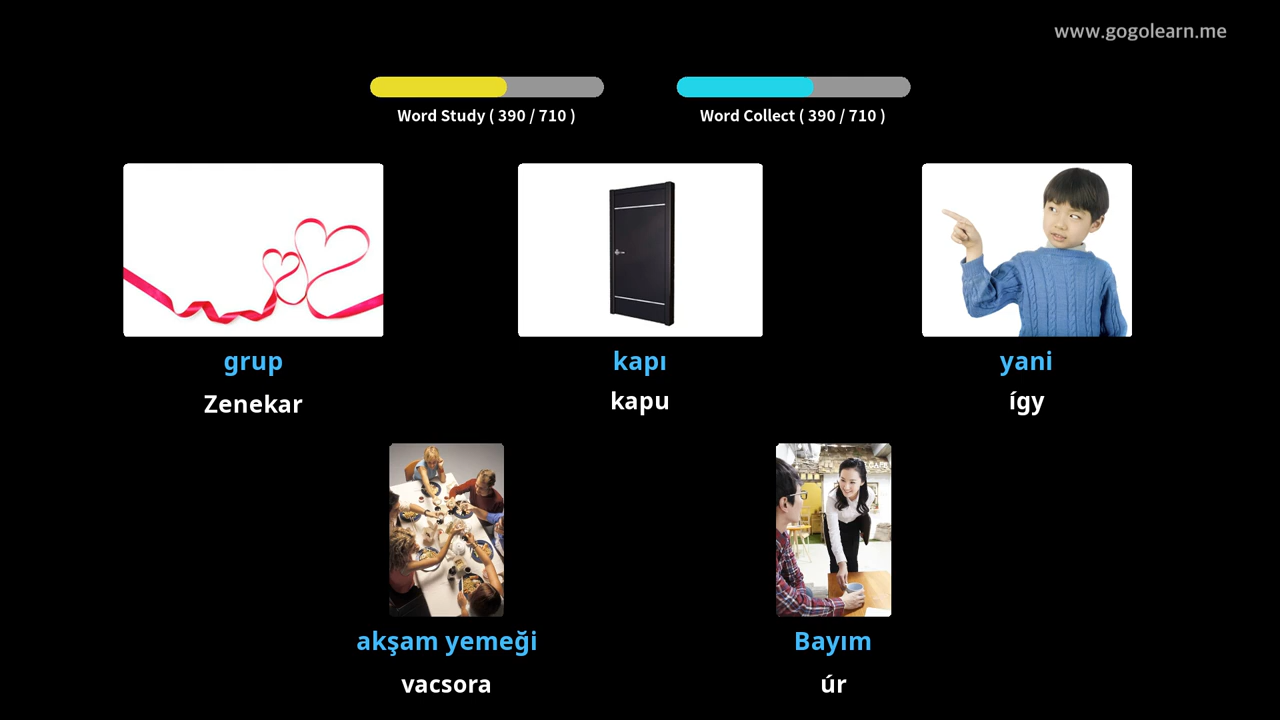 www.gogolearn.me
Word Study ( 390 / 710 )
Word Collect ( 390 / 710 )
grup
kapı
yani
Zenekar
kapu
így
akşam yemeği
Bayım
vacsora
úr